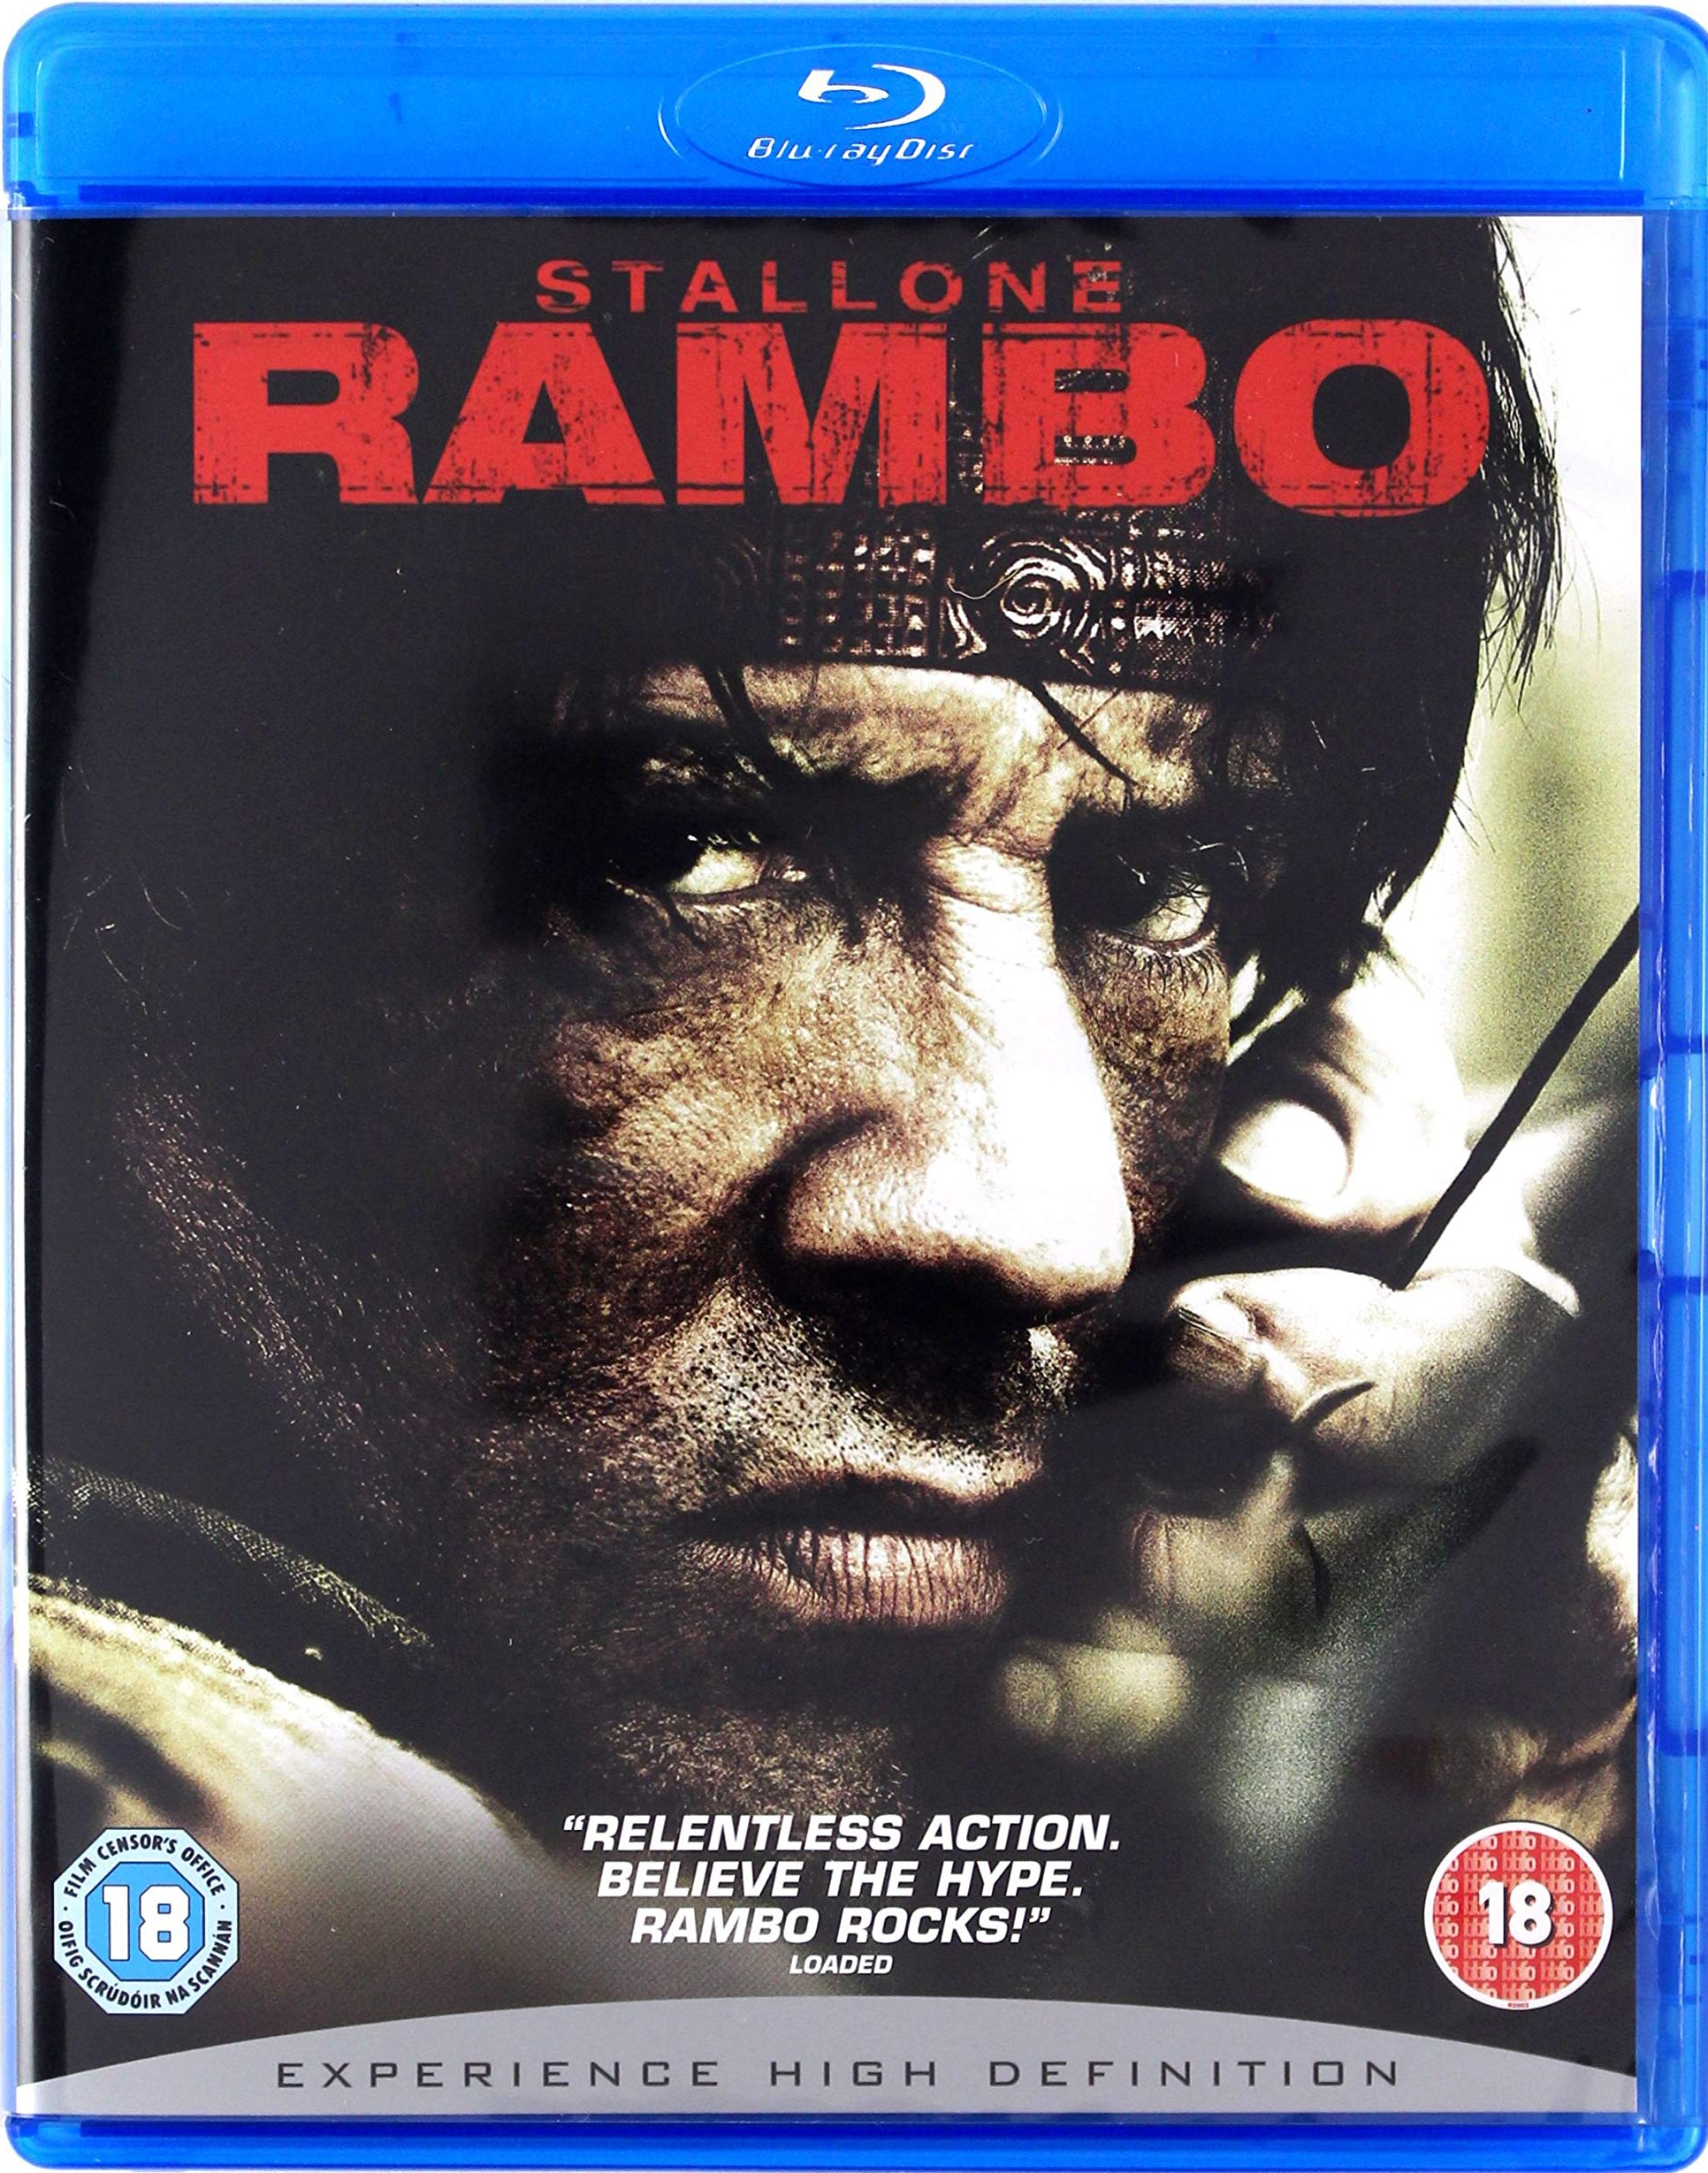 Blu-ray Disc
STALLONE
RAMBO
“RELENTLESS ACTION.
BELIEVE THE HYPE.
RAMBO ROCKS!”
LOADED
FILM CENSOR'S OFFICE
18
OIFIG SCRÚDÓIR NA SCANNÁN
18
EXPERIENCE HIGH DEFINITION